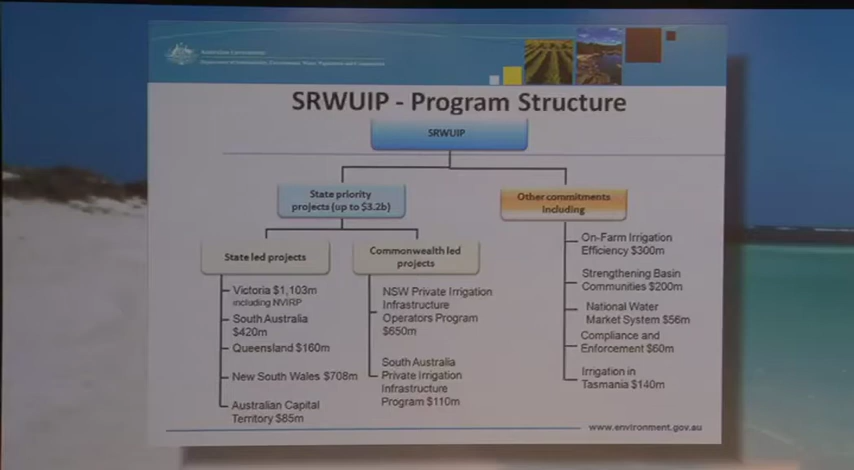 Australian Government
SRWUIP - Program Structure
SRWUIP
State priority
projects (up to $3.2b)
Other commitments
including
State led projects
Commonwealth led
projects
Victoria $1,103m
including NVIRP
South Australia
$420m
Queensland $160m
New South Wales $708m
Australian Capital
Territory $85m
NSW Private Irrigation
Infrastructure
Operators Program
$650m
South Australia
Private Irrigation
Infrastructure
Program $110m
On-Farm Irrigation
Efficiency $300m
Strengthening Basin
Communities $200m
National Water
Market System $56m
Compliance and
Enforcement $60m
Irrigation in
Tasmania $140m
www.environment.gov.au